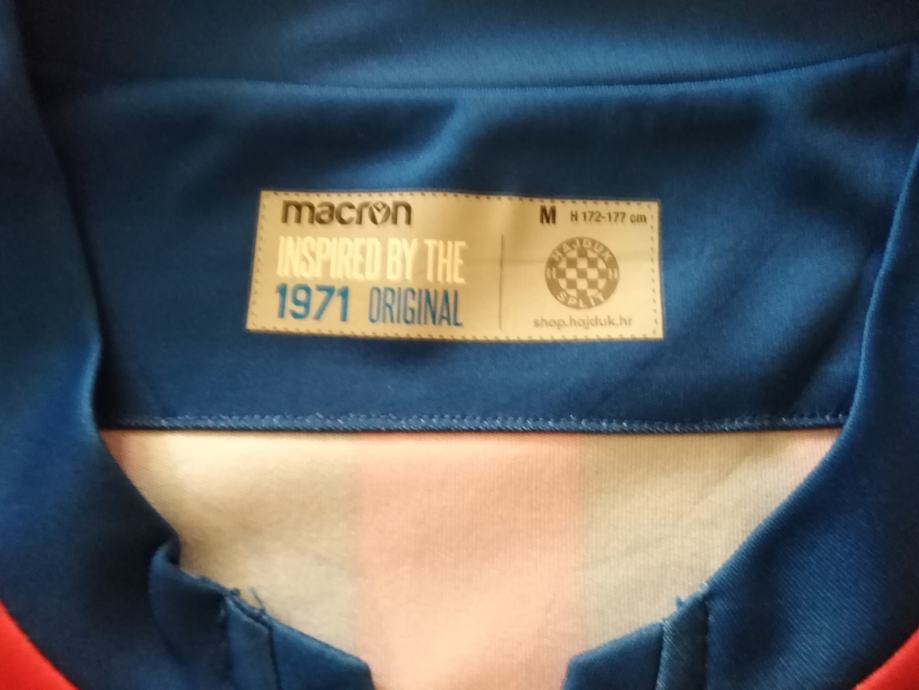 macron
INSPIRED BY THE
1971 ORIGINAL
M H 172-177 cm
HAJDUK
SPLIT
shop.hajduk.hr